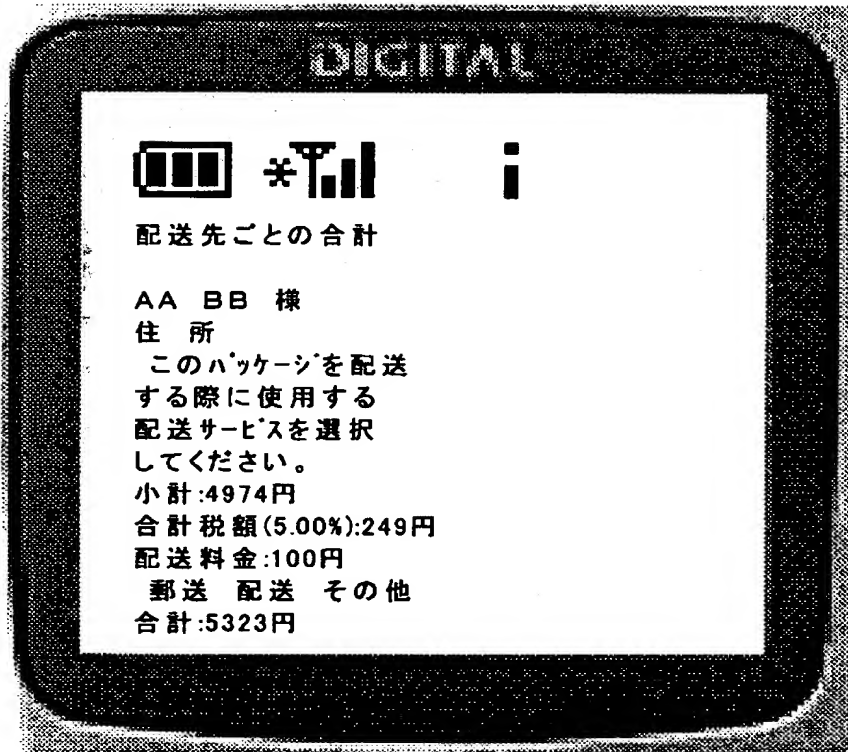 DIGITAL
配送先ごとの合計
AA BB 様
住 所
このﾊﾟｯｹｰｼﾞを配送
する際に使用する
配送ｻｰﾋﾞｽを選択
してください。
小計:4974円
合計税額(5.00%):249円
配送料金:100円
郵送 配送 その他
合計:5323円